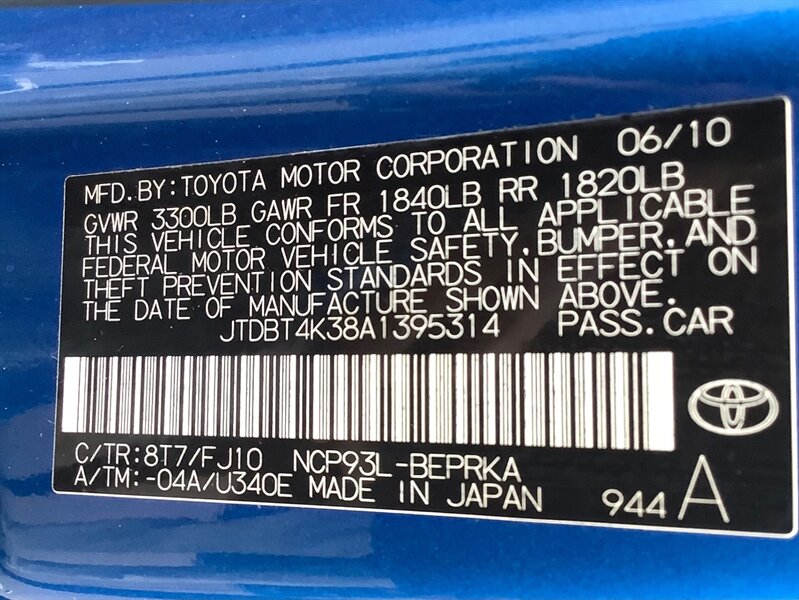 MFD.BY:TOYOTA MOTOR CORPORATION 06/10
GVWR 3300LB GAWR FR 1840LB RR 1820LB
THIS VEHICLE CONFORMS TO ALL APPLICABLE
FEDERAL MOTOR VEHICLE SAFETY,BUMPER,AND
THEFT PREVENTION STANDARDS IN EFFECT ON
THE DATE OF MANUFACTURE SHOWN ABOVE.
JTDBT4K38A1395314 PASS.CAR
C/TR:8T7/FJ10 NCP93L-BEPRKA
A/TM:-04A/U340E MADE IN JAPAN 944 A